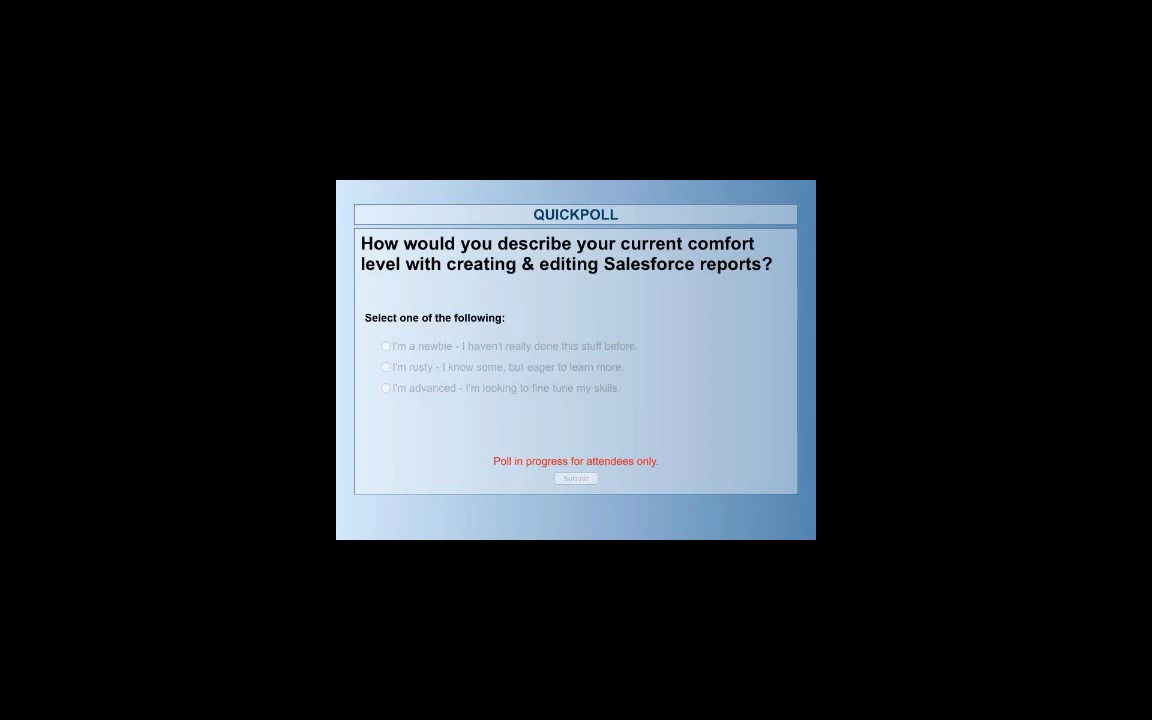 QUICKPOLL
How would you describe your current comfort
level with creating & editing Salesforce reports?
Select one of the following:
I'm a newbie - I haven't really done this stuff before.
I'm rusty - I know some, but eager to learn more.
I'm advanced - I'm looking to fine tune my skills.
Poll in progress for attendees only.
Submit